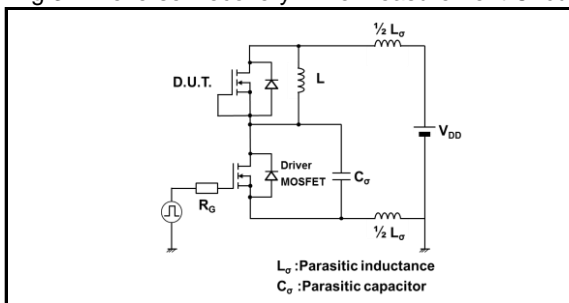 ½ Lσ
D.U.T.
L
VDD
Driver
MOSFET
Cσ
RG
½ Lσ
Lσ :Parasitic inductance
Cσ :Parasitic capacitor